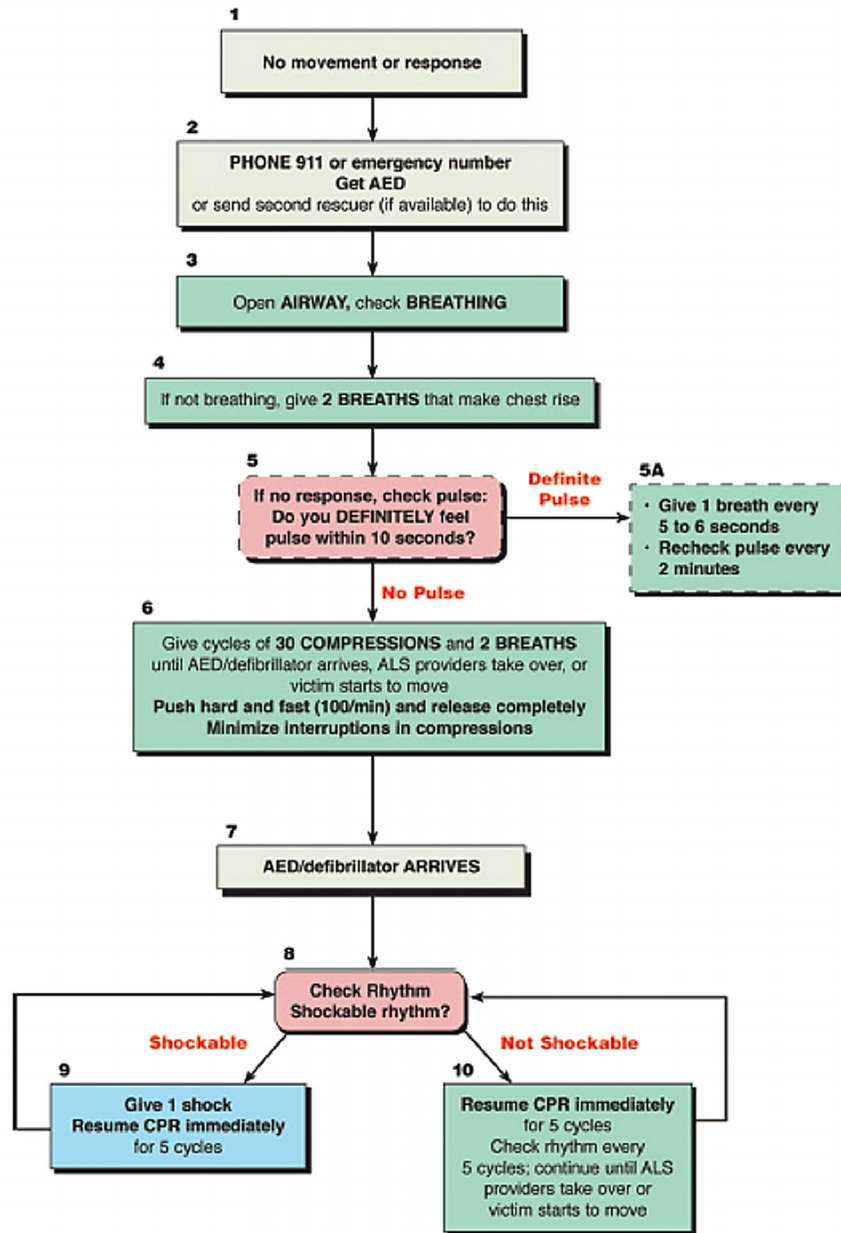 1
No movement or response
2
PHONE 911 or emergency number
Get AED
or send second rescuer (if available) to do this
3
Open AIRWAY, check BREATHING
4
If not breathing, give 2 BREATHS that make chest rise
5
If no response, check pulse:
Do you DEFINITELY feel
pulse within 10 seconds?
Definite
Pulse
5A
· Give 1 breath every
5 to 6 seconds
· Recheck pulse every
2 minutes
No Pulse
6
Give cycles of 30 COMPRESSIONS and 2 BREATHS
until AED/defibrillator arrives, ALS providers take over, or
victim starts to move
Push hard and fast (100/min) and release completely
Minimize interruptions in compressions
7
AED/defibrillator ARRIVES
8
Check Rhythm
Shockable rhythm?
Shockable
Not Shockable
9
Give 1 shock
Resume CPR immediately
for 5 cycles
10
Resume CPR immediately
for 5 cycles
Check rhythm every
5 cycles; continue until ALS
providers take over or
victim starts to move